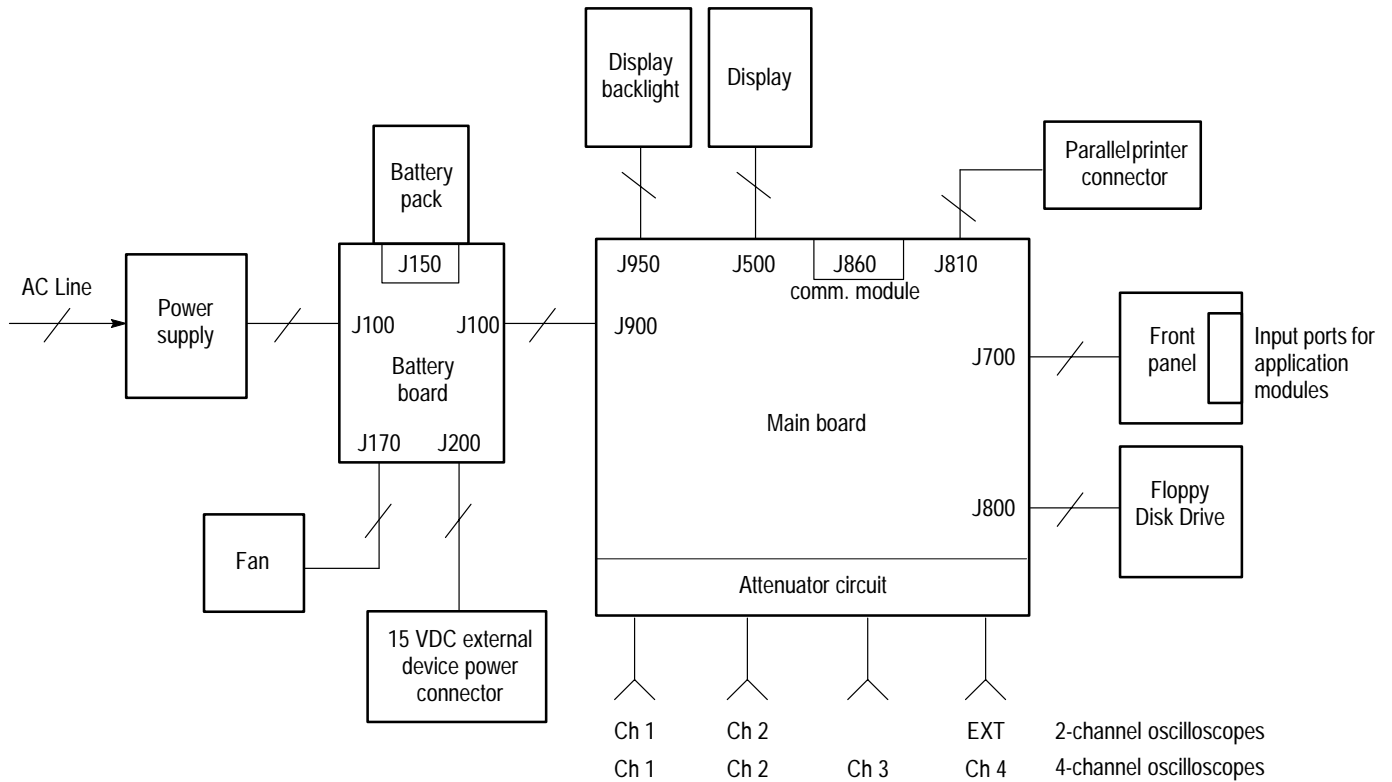 Display
backlight
Display
Parallelprinter
connector
Battery
pack
J150
J950
J500
J860
J810
comm. module
AC Line
Power
supply
J100
J100
J900
Battery
board
J170
J200
J700
Front
panel
Input ports for
application
modules
Main board
J800
Floppy
Disk Drive
Fan
Attenuator circuit
15 VDC external
device power
connector
Ch 1 Ch 2 EXT 2-channel oscilloscopes
Ch 1 Ch 2 Ch 3 Ch 4 4-channel oscilloscopes